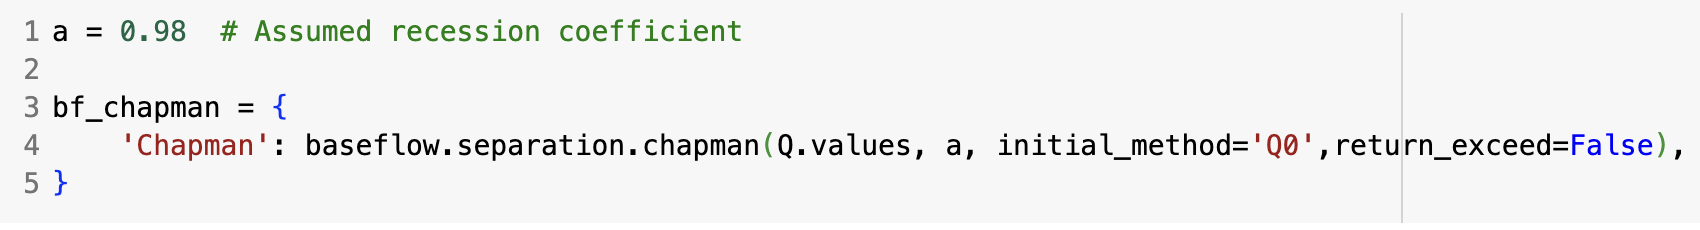 1 a = 0.98  # Assumed recession coefficient
2
3 bf_chapman = {
4     'Chapman': baseflow.separation.chapman(Q.values, a, initial_method='Q0',return_exceed=False),
5 }